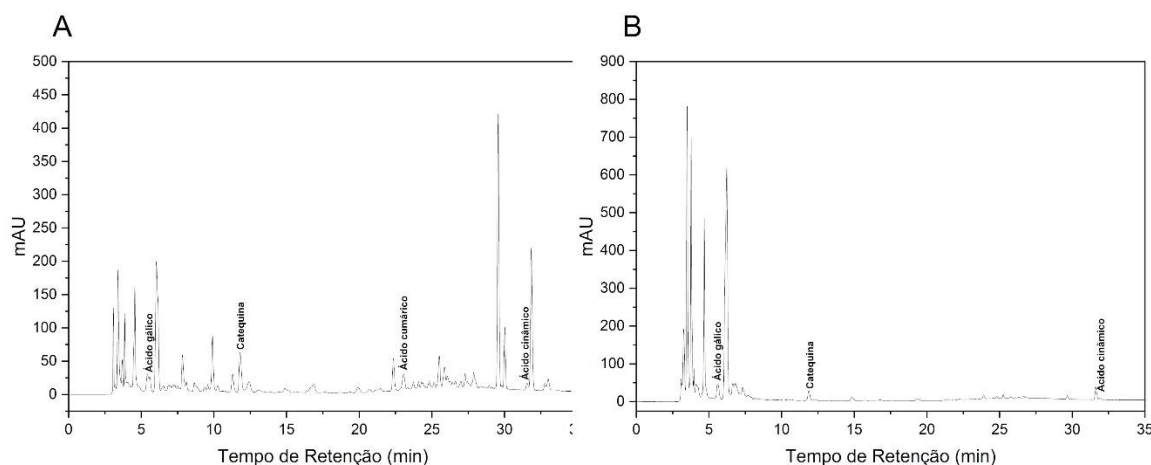 A
500
450
400
350
300
250
200
150
100
50
0
mAU
Ácido gálico
Catequina
Ácido cumárico
Ácido cinâmico
0 5 10 15 20 25 30 3
Tempo de Retenção (min)
B
900
800
700
600
500
400
300
200
100
0
mAU
Ácido gálico
Catequina
Ácido cinâmico
0 5 10 15 20 25 30 35
Tempo de Retenção (min)